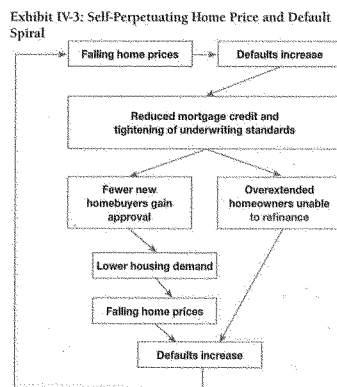 Exhibit IV-3: Self-Perpetuating Home Price and Default
Spiral
Falling home prices
Defaults increase
Reduced mortgage credit and
tightening of underwriting standards
Fewer new
homebuyers gain
approval
Overextended
homeowners unable
to refinance
Lower housing demand
Falling home prices
Defaults increase